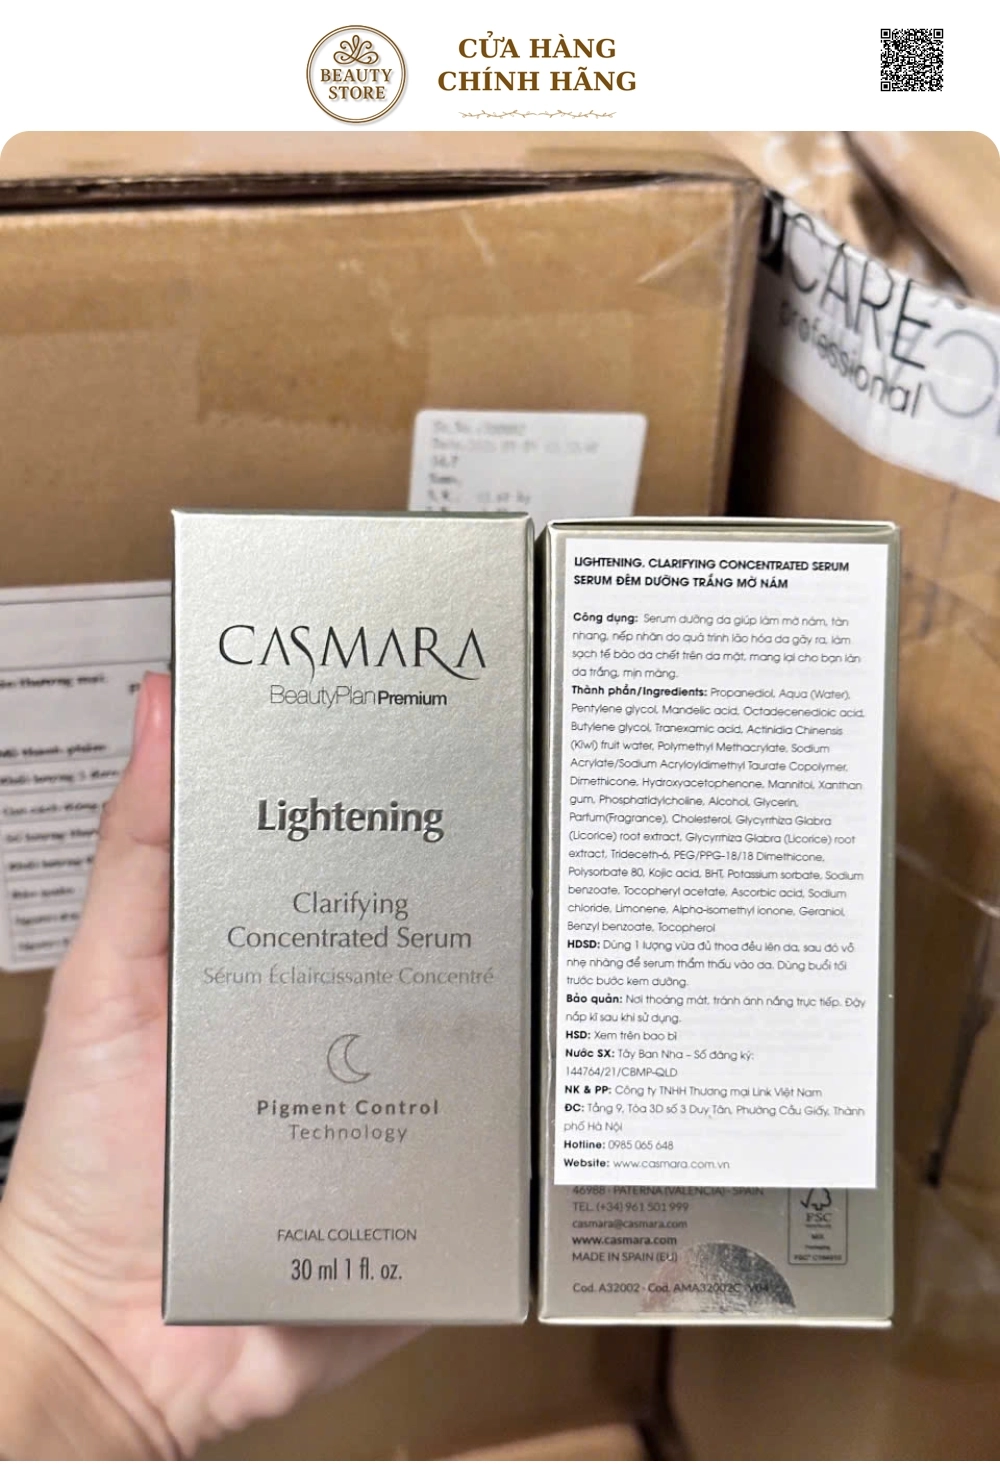 BEAUTY
STORE
CỬA HÀNG
CHÍNH HÃNG
CARE
professional
CASMARA
BeautyPlan Premium
Lightening
Clarifying
Concentrated Serum
Sérum Éclaircissante Concentré
Pigment Control
Technology
FACIAL COLLECTION
30 ml 1 fl. oz.
LIGHTENING. CLARIFYING CONCENTRATED SERUM
SERUM ĐÊM DƯỠNG TRẮNG MỜ NÁM
Công dụng: Serum dưỡng da giúp làm mờ nám, tàn
nhang, nếp nhăn do quá trình lão hóa da gây ra, làm
sạch tế bào da chết trên da mặt, mang lại cho bạn làn
da trắng, mịn màng.
Thành phần/Ingredients: Propanediol, Aqua (Water),
Pentylene glycol, Mandelic acid, Octadecenedioic acid,
Butylene glycol, Tranexamic acid, Actinidia Chinensis
(Kiwi) fruit water, Polymethyl Methacrylate, Sodium
Acrylate/Sodium Acryloyldimethyl Taurate Copolymer,
Dimethicone, Hydroxyacetophenone, Mannitol, Xanthan
gum, Phosphatidylcholine, Alcohol, Glycerin,
Parfum(Fragrance), Cholesterol, Glycyrrhiza Glabra
(Licorice) root extract, Glycyrrhiza Glabra (Licorice) root
extract, Trideceth-6, PEG/PPG-18/18 Dimethicone,
Polysorbate 80, Kojic acid, BHT, Potassium sorbate, Sodium
benzoate, Tocopheryl acetate, Ascorbic acid, Sodium
chloride, Limonene, Alpha-isomethyl ionone, Geraniol,
Benzyl benzoate, Tocopherol
HDSD: Dùng 1 lượng vừa đủ thoa đều lên da, sau đó vỗ
nhẹ nhàng để serum thẩm thấu vào da. Dùng buổi tối
trước bước kem dưỡng.
Bảo quản: Nơi thoáng mát, tránh ánh nắng trực tiếp. Đậy
nắp kĩ sau khi sử dụng.
HSD: Xem trên bao bì
Nước SX: Tây Ban Nha – Số đăng ký:
144764/21/CBMP-QLD
NK & PP: Công ty TNHH Thương mại Link Việt Nam
ĐC: Tầng 9, Tòa 3D số 3 Duy Tân, Phường Cầu Giấy, Thành
phố Hà Nội
Hotline: 0985 065 648
Website: www.casmara.com.vn
46988 - PATERNA (VALENCIA) - SPAIN
TEL. (+34) 961 501 999
casmara@casmara.com
www.casmara.com
MADE IN SPAIN (EU)
Cod. A32002 - Cod. AMA32002C
FSC
MIX